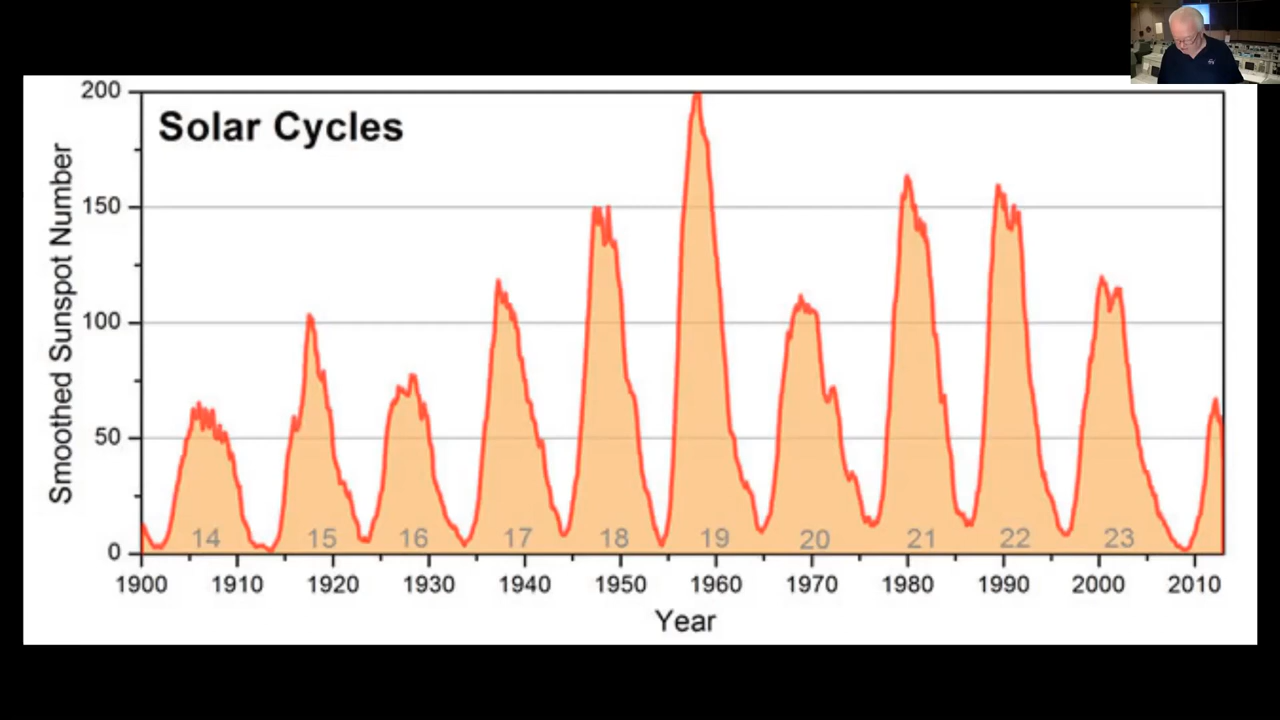 Solar Cycles
Smoothed Sunspot Number
200
150
100
50
0
14 15 16 17 18 19 20 21 22 23
1900 1910 1920 1930 1940 1950 1960 1970 1980 1990 2000 2010
Year